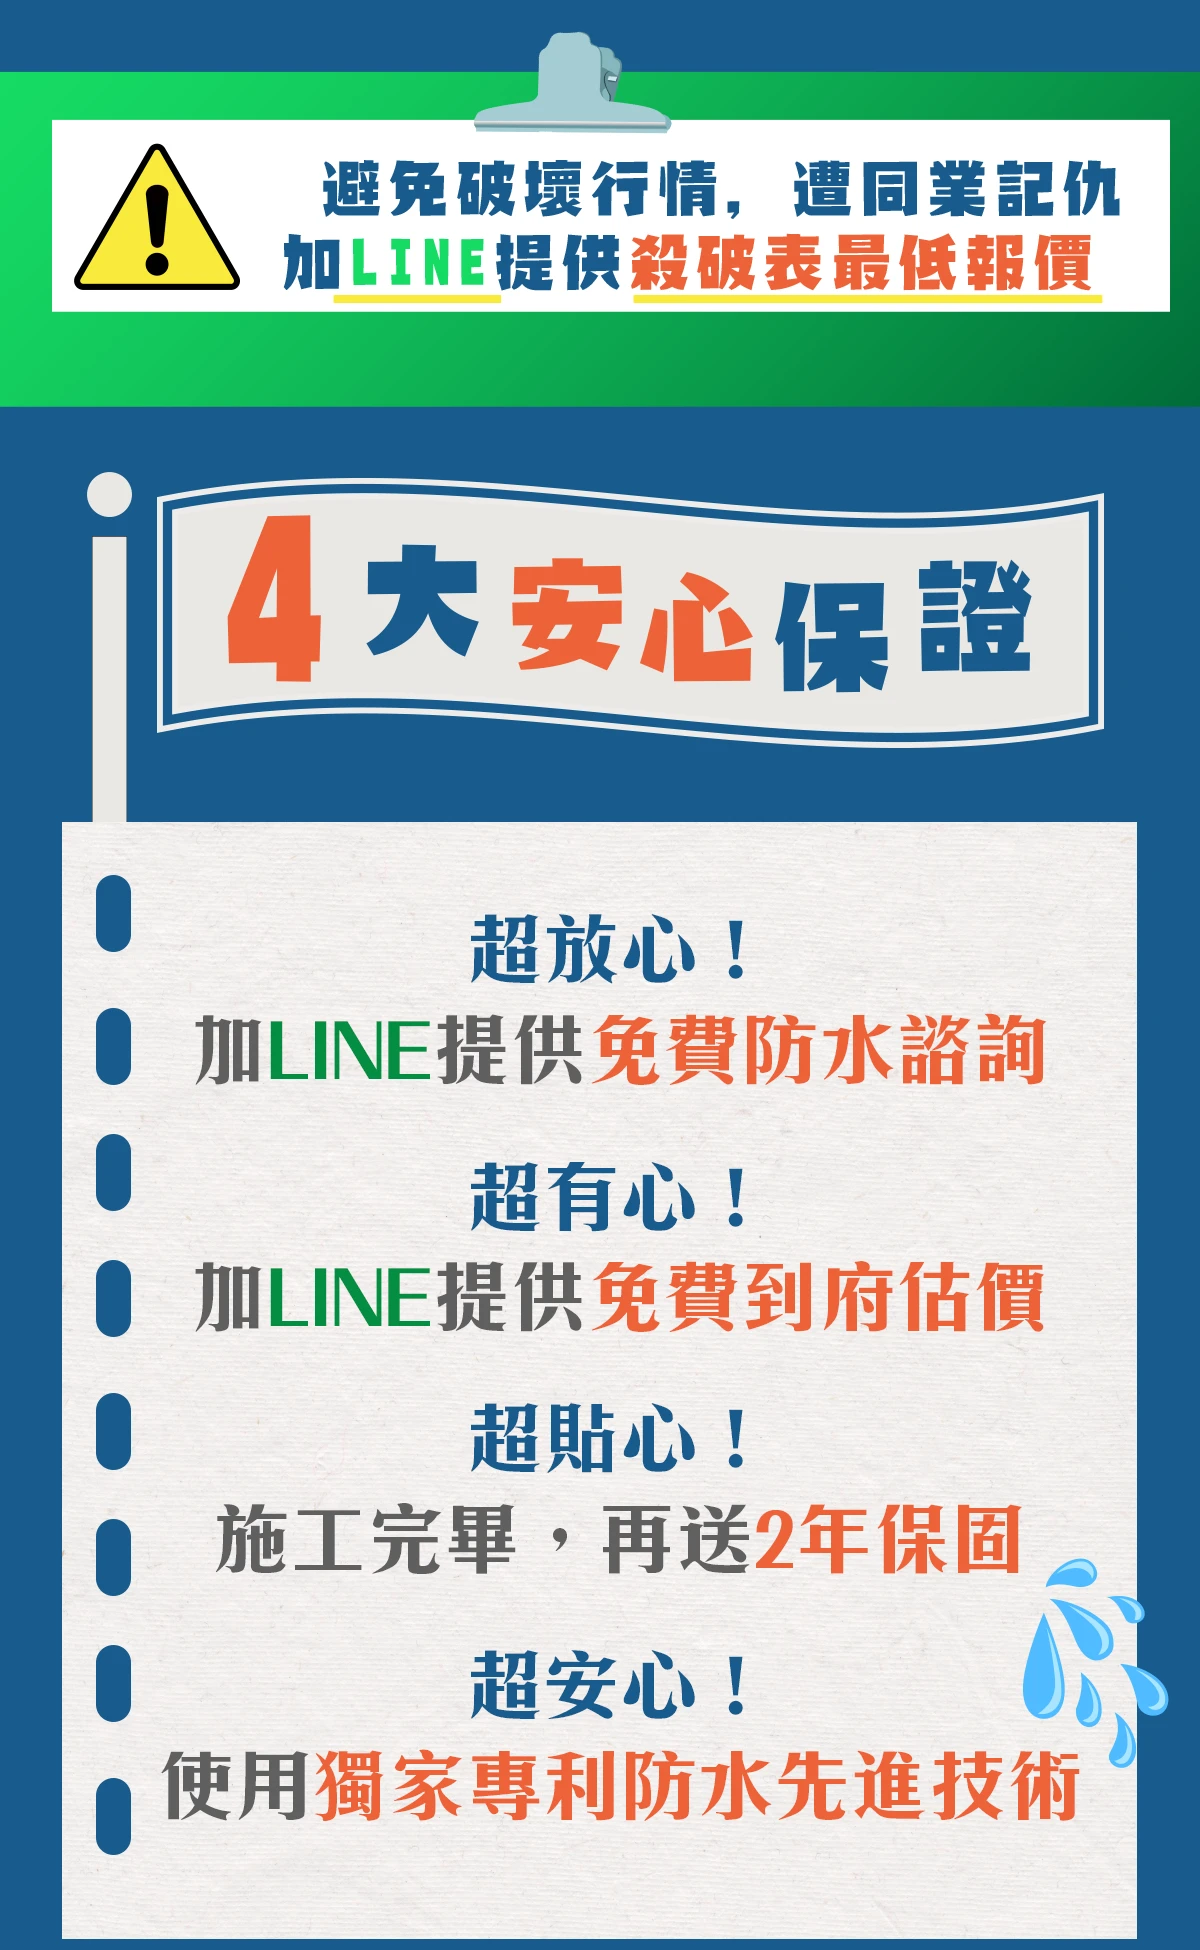 避免破壞行情，遭同業記仇
加LINE提供殺破表最低報價
4大安心保證
超放心！
加LINE提供免費防水諮詢
超有心！
加LINE提供免費到府估價
超貼心！
施工完畢，再送2年保固
超安心！
使用獨家專利防水先進技術